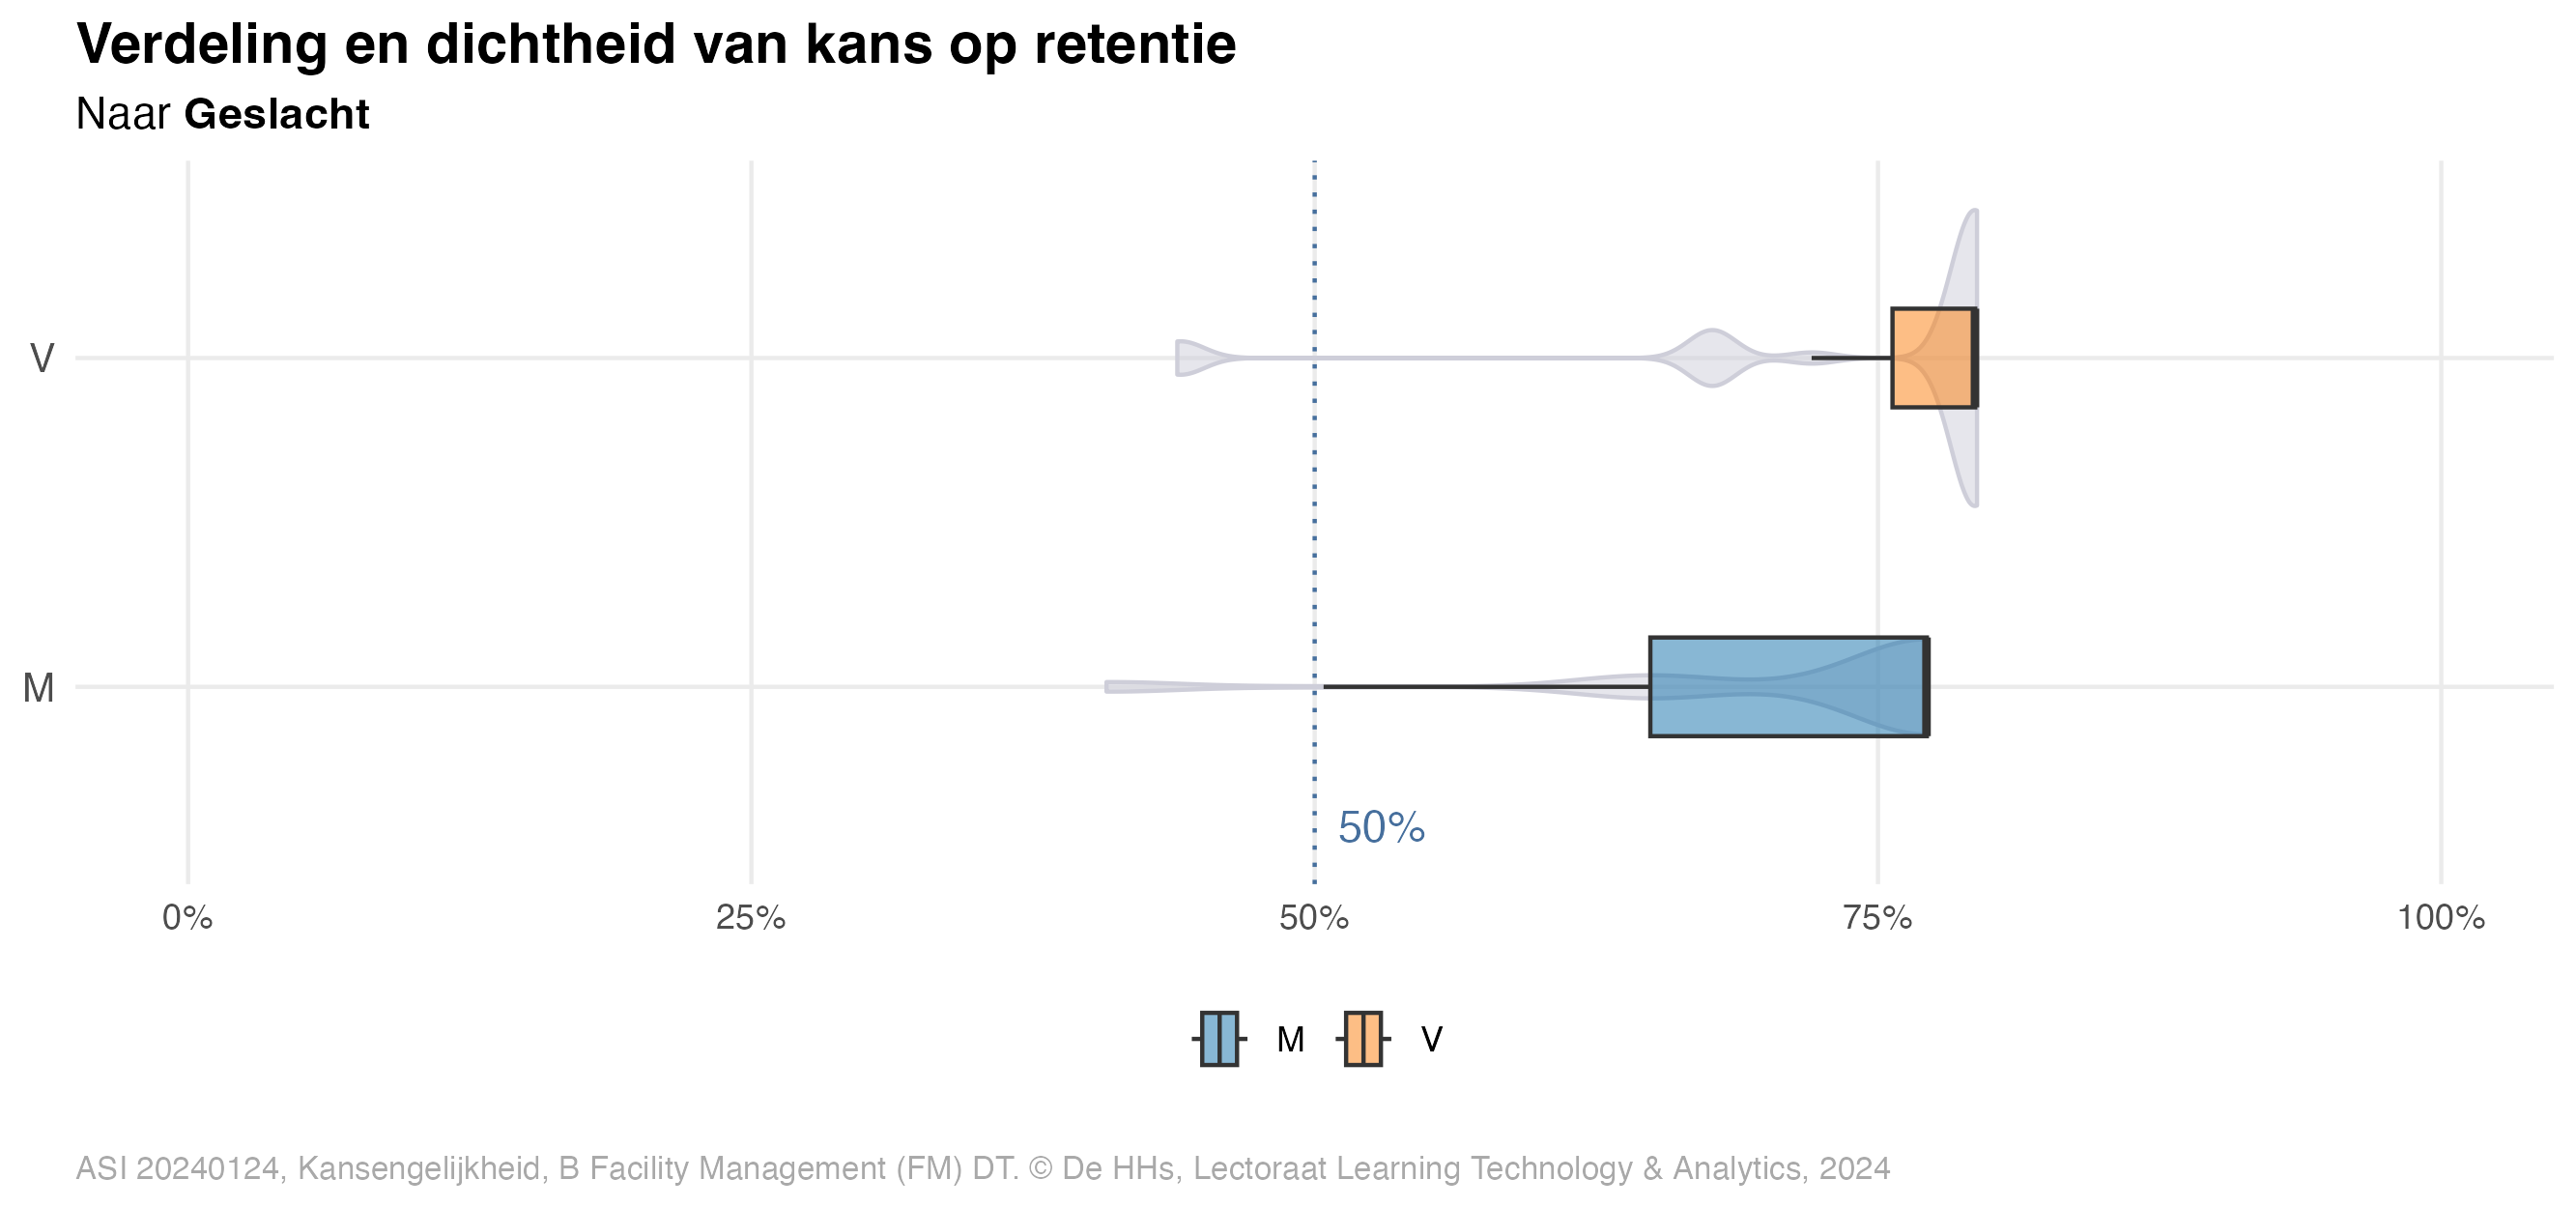 Verdeling en dichtheid van kans op retentie
Naar Geslacht
V
M
50%
0% 25% 50% 75% 100%
M V
ASI 20240124, Kansengelijkheid, B Facility Management (FM) DT. © De HHs, Lectoraat Learning Technology & Analytics, 2024